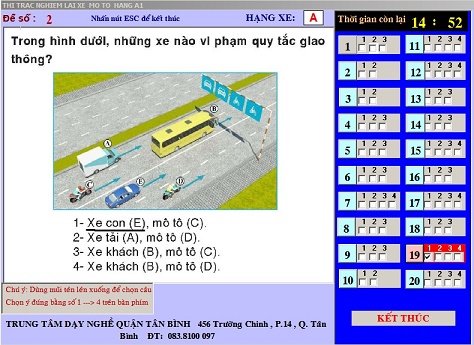 THI TRAC NGHIEM LAI XE MO TO HANG A1
Đề số : 2
Nhấn nút ESC để kết thúc
HẠNG XE:
A
Thời gian còn lại
14 : 52
Trong hình dưới, những xe nào vi phạm quy tắc giao
thông?
A
B
C
E
D
1- Xe con (E), mô tô (C).
2- Xe tải (A), mô tô (D).
3- Xe khách (B), mô tô (C).
4- Xe khách (B), mô tô (D).
Chú ý: Dùng mũi tên lên xuống để chọn câu
Chọn ý đúng bằng số 1 ---> 4 trên bàn phím
TRUNG TÂM DẠY NGHỀ QUẬN TÂN BÌNH 456 Trường Chinh , P.14 , Q. Tân
Bình ĐT: 083.8100 097
1 1 2
2 1 2
3 1 2
4 1 2
5 1 2
6 1 2
7 1 2 3 4
8 1 2
9 1 2
10 1 2
11 1 2 3 4
12 1 2 3
13 1 2 3
14 1 2 3
15 1 2 3
16 1 2
17 1 2
18 1 2 3
19 1 2 3 4
20 1 2 3 4
KẾT THÚC